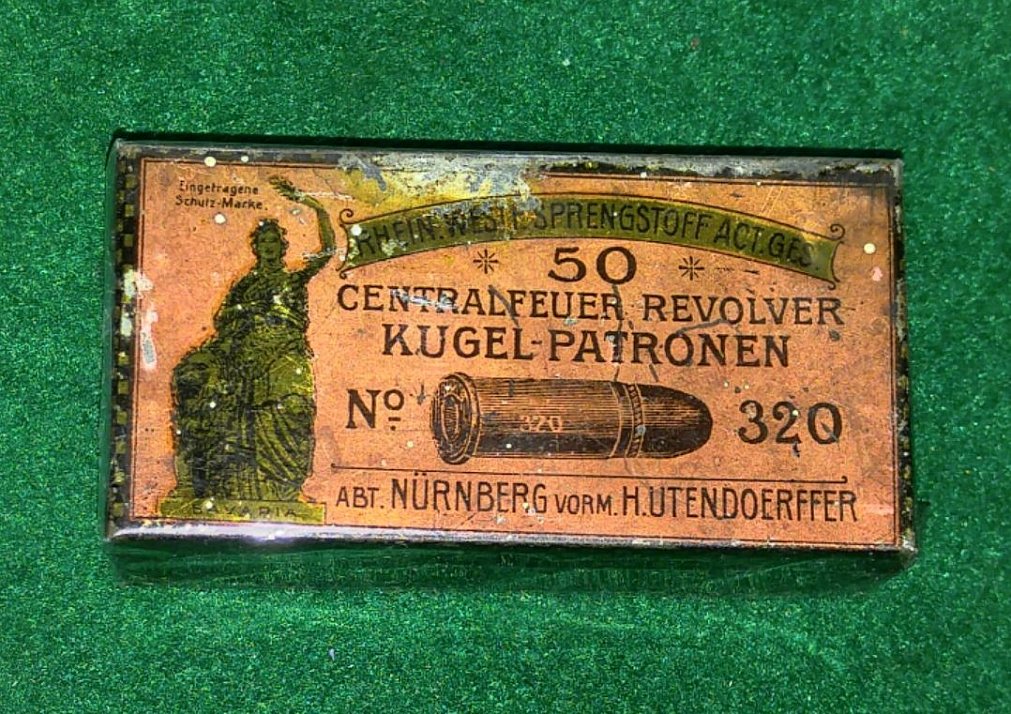 Eingetragene
Schutz-Marke.
RHEIN. WESTF. SPRENGSTOFF ACT. GES.
50
CENTRALFEUER REVOLVER
KUGEL-PATRONEN
No 320
320
ABT. NÜRNBERG VORM. H. UTENDOERFFER
BAVARIA